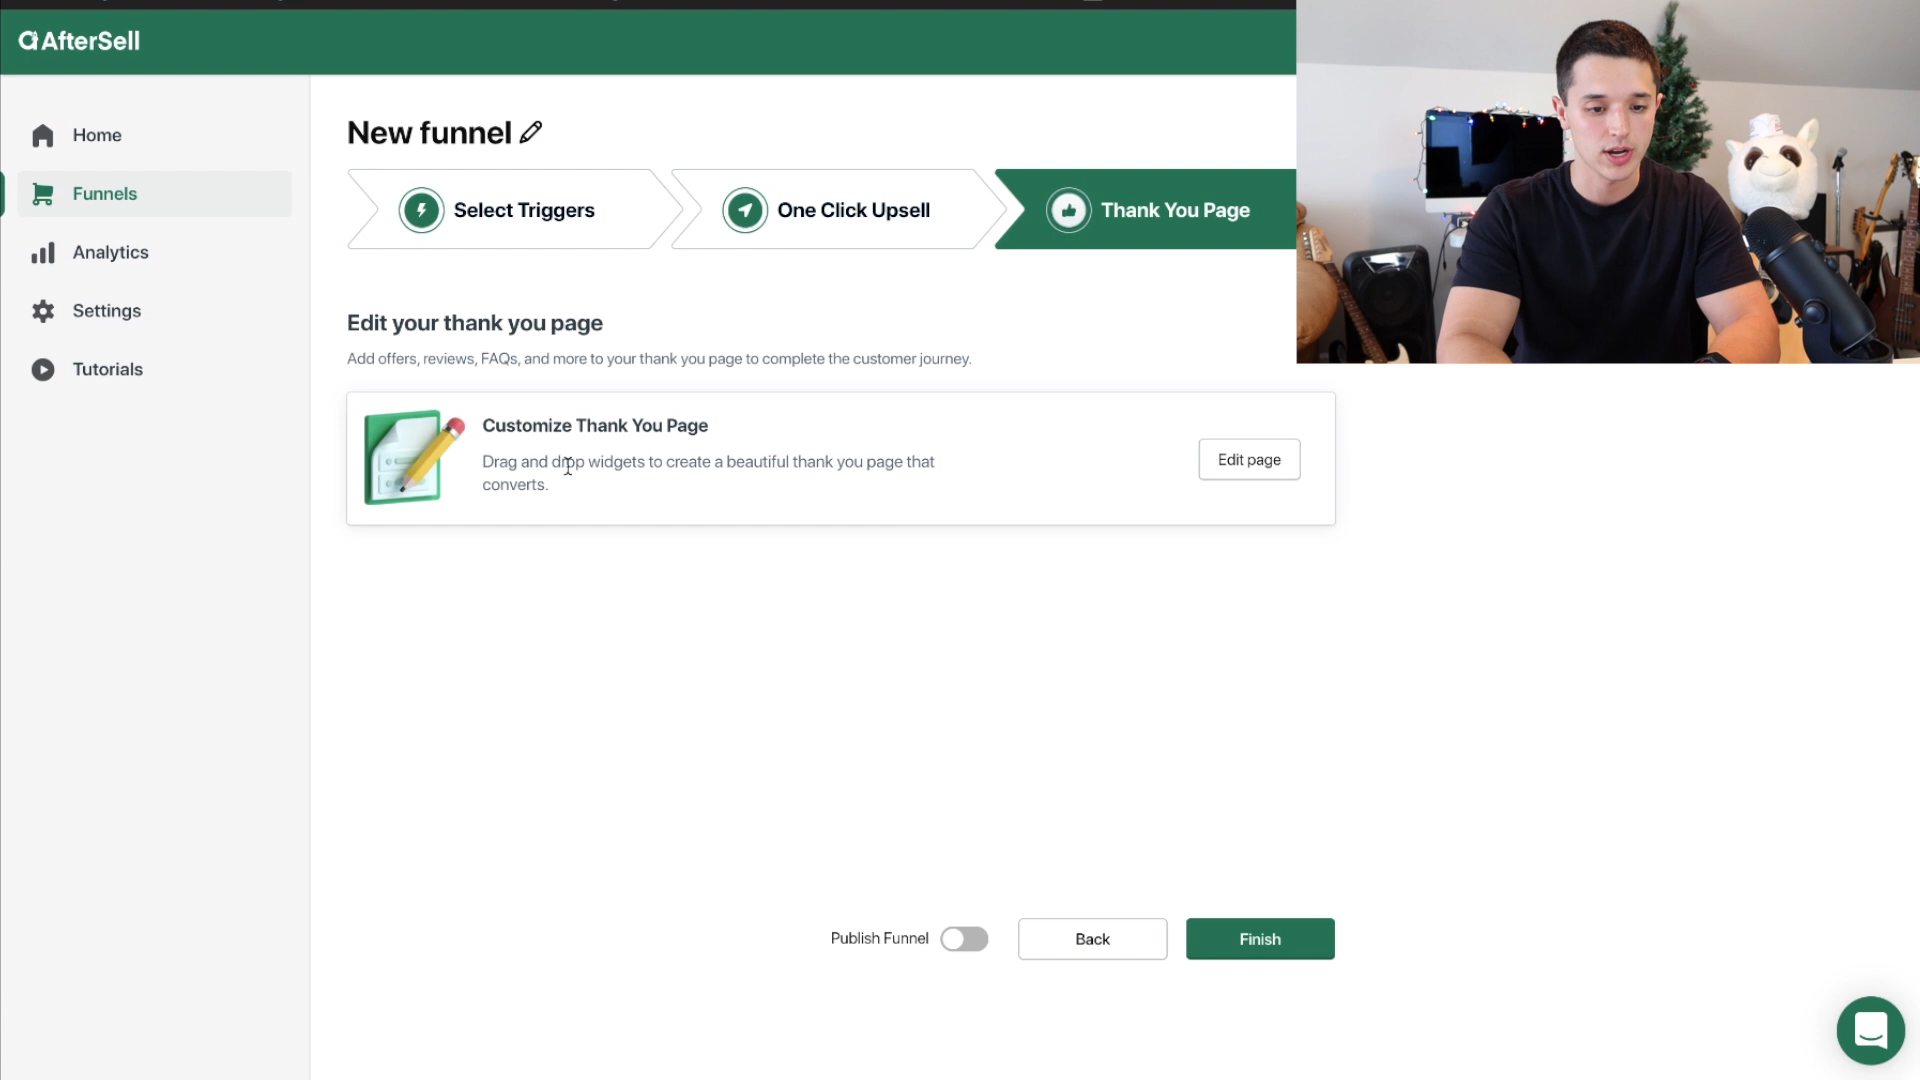 AfterSell
Home
Funnels
Analytics
Settings
Tutorials
New funnel
Select Triggers
One Click Upsell
Thank You Page
Edit your thank you page
Add offers, reviews, FAQs, and more to your thank you page to complete the customer journey.
Customize Thank You Page
Drag and drop widgets to create a beautiful thank you page that
converts.
Edit page
Publish Funnel
Back
Finish